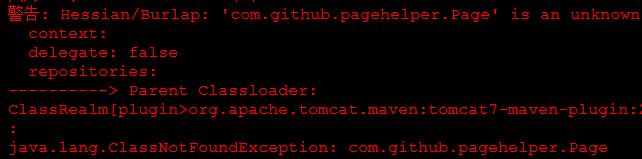 警告: Hessian/Burlap: 'com.github.pagehelper.Page' is an unknown
context:
delegate: false
repositories:
----------> Parent Classloader:
ClassRealm[plugin>org.apache.tomcat.maven:tomcat7-maven-plugin:2
:
java.lang.ClassNotFoundException: com.github.pagehelper.Page